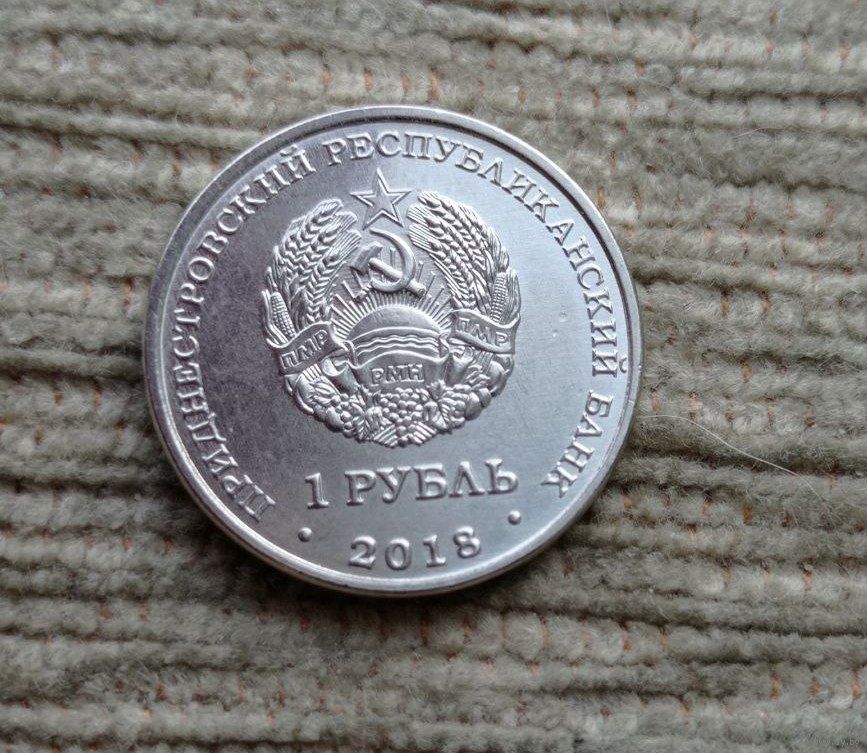 ПРИДНЕСТРОВСКИЙ РЕСПУБЛИКАНСКИЙ БАНК
ПМР
ПМР
РМН
1 РУБЛЬ
• 2018 •